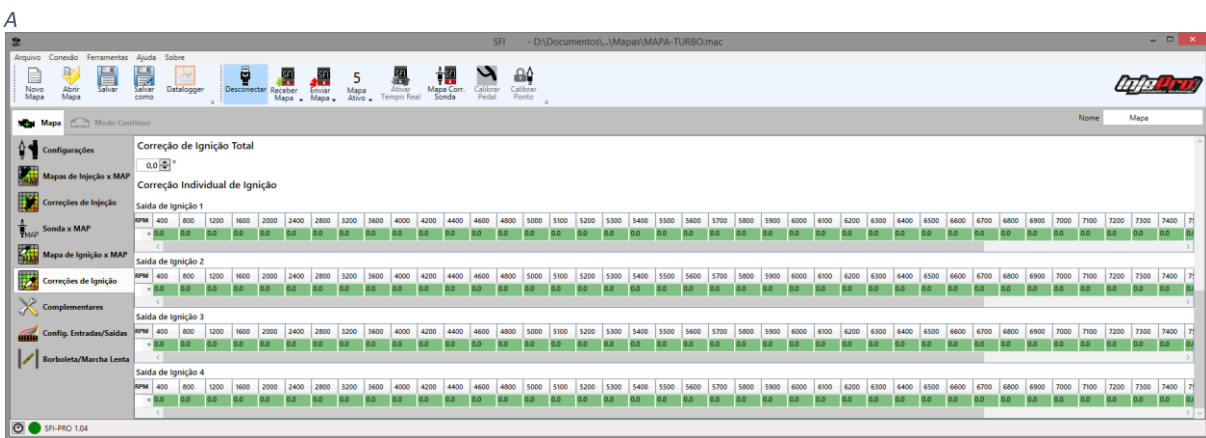 A
SFI - D:\Documentos\...\Mapas\MAPA-TURBO.mac
Arquivo Conexão Ferramentas Ajuda Sobre
Novo Mapa
Abrir Mapa
Salvar
Salvar como
Datalogger
Desconectar
Receber Mapa
Enviar Mapa
5
Mapa Ativo
Ativar Tempo Real
Mapa Corr. Sonda
Calibrar Pedal
Calibrar Ponto
InjePro
Mapa Modo Contínuo
Nome Mapa
Configurações
Mapas de Injeção x MAP
Correções de Injeção
Sonda x MAP
Mapa de Ignição x MAP
Correções de Ignição
Complementares
Config. Entradas/Saídas
Borboleta/Marcha Lenta
Correção de Ignição Total
0,0 °
Correção Individual de Ignição
Saída de Ignição 1
RPM 400 800 1200 1600 2000 2400 2800 3200 3600 4000 4200 4400 4600 4800 5000 5100 5200 5300 5400 5500 5600 5700 5800 5900 6000 6100 6200 6300 6400 6500 6600 6700 6800 6900 7000 7100 7200 7300 7400
° 0,0 0,0 0,0 0,0 0,0 0,0 0,0 0,0 0,0 0,0 0,0 0,0 0,0 0,0 0,0 0,0 0,0 0,0 0,0 0,0 0,0 0,0 0,0 0,0 0,0 0,0 0,0 0,0 0,0 0,0 0,0 0,0 0,0 0,0 0,0 0,0 0,0 0,0 0,0
Saída de Ignição 2
RPM 400 800 1200 1600 2000 2400 2800 3200 3600 4000 4200 4400 4600 4800 5000 5100 5200 5300 5400 5500 5600 5700 5800 5900 6000 6100 6200 6300 6400 6500 6600 6700 6800 6900 7000 7100 7200 7300 7400
° 0,0 0,0 0,0 0,0 0,0 0,0 0,0 0,0 0,0 0,0 0,0 0,0 0,0 0,0 0,0 0,0 0,0 0,0 0,0 0,0 0,0 0,0 0,0 0,0 0,0 0,0 0,0 0,0 0,0 0,0 0,0 0,0 0,0 0,0 0,0 0,0 0,0 0,0 0,0
Saída de Ignição 3
RPM 400 800 1200 1600 2000 2400 2800 3200 3600 4000 4200 4400 4600 4800 5000 5100 5200 5300 5400 5500 5600 5700 5800 5900 6000 6100 6200 6300 6400 6500 6600 6700 6800 6900 7000 7100 7200 7300 7400
° 0,0 0,0 0,0 0,0 0,0 0,0 0,0 0,0 0,0 0,0 0,0 0,0 0,0 0,0 0,0 0,0 0,0 0,0 0,0 0,0 0,0 0,0 0,0 0,0 0,0 0,0 0,0 0,0 0,0 0,0 0,0 0,0 0,0 0,0 0,0 0,0 0,0 0,0 0,0
Saída de Ignição 4
RPM 400 800 1200 1600 2000 2400 2800 3200 3600 4000 4200 4400 4600 4800 5000 5100 5200 5300 5400 5500 5600 5700 5800 5900 6000 6100 6200 6300 6400 6500 6600 6700 6800 6900 7000 7100 7200 7300 7400
° 0,0 0,0 0,0 0,0 0,0 0,0 0,0 0,0 0,0 0,0 0,0 0,0 0,0 0,0 0,0 0,0 0,0 0,0 0,0 0,0 0,0 0,0 0,0 0,0 0,0 0,0 0,0 0,0 0,0 0,0 0,0 0,0 0,0 0,0 0,0 0,0 0,0 0,0 0,0
SFI-PRO 1.04